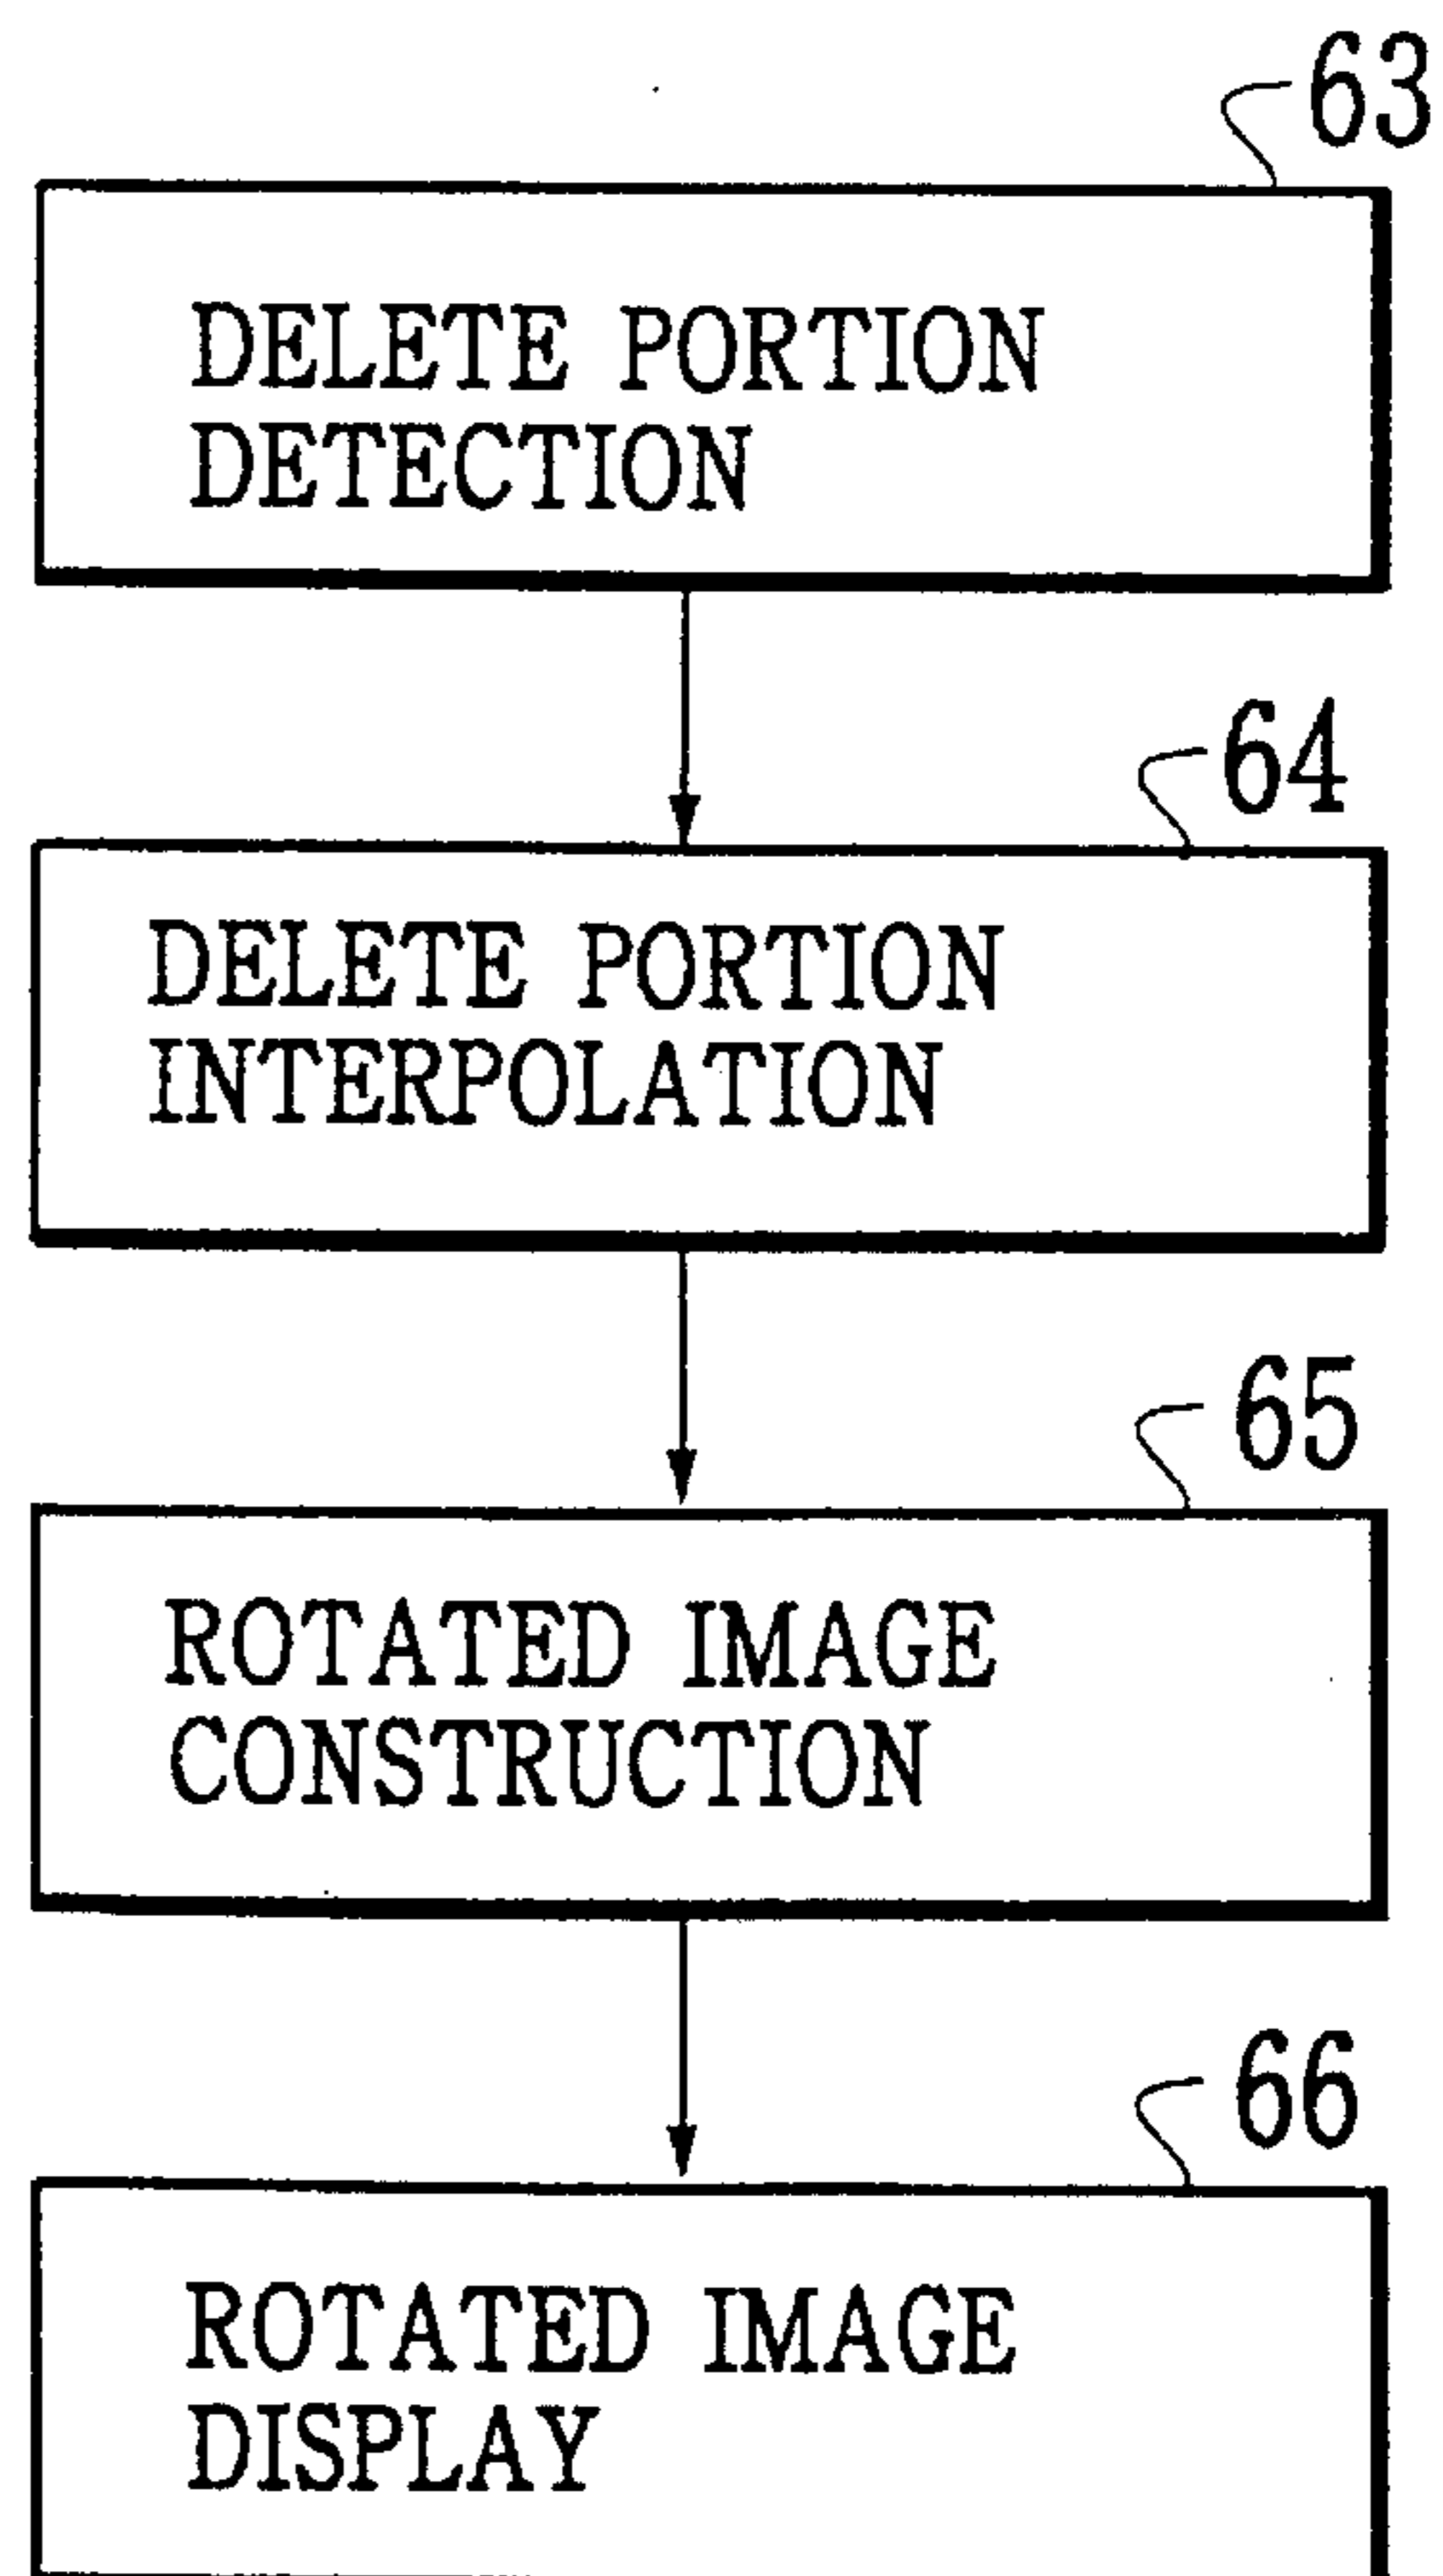 63
DELETE PORTION
DETECTION
64
DELETE PORTION
INTERPOLATION
65
ROTATED IMAGE
CONSTRUCTION
66
ROTATED IMAGE
DISPLAY